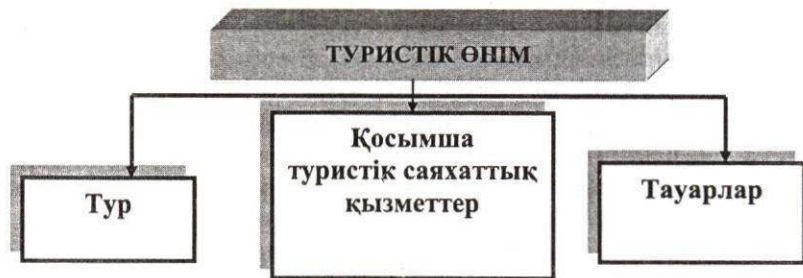 ТУРИСТІК ӨНІМ
Қосымша
туристік саяхаттық
қызметтер
Тур
Тауарлар